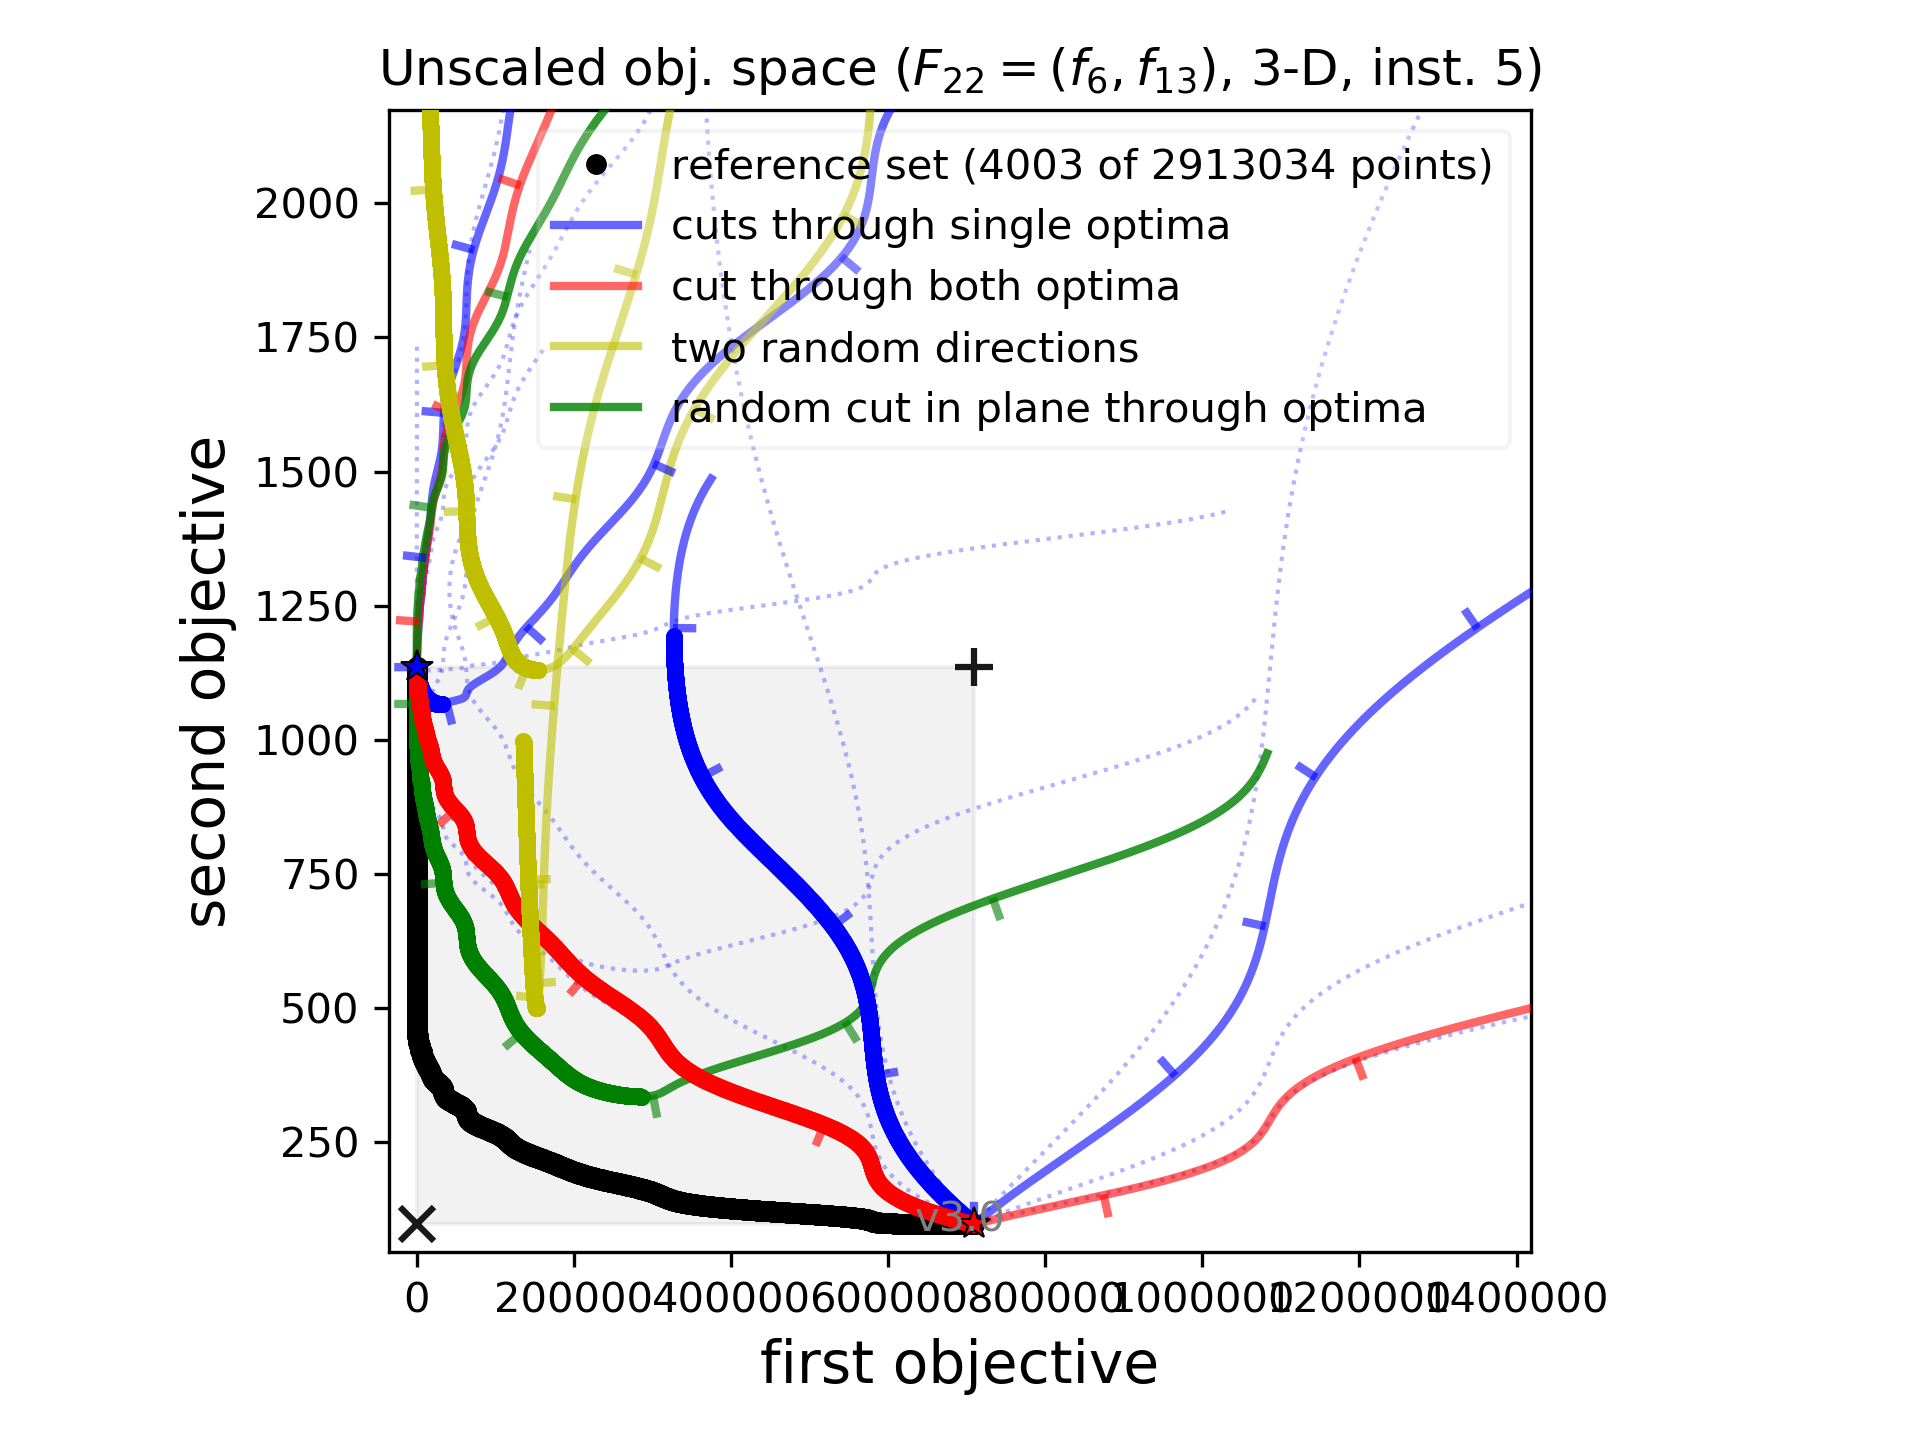 Unscaled obj. space (F22 = (f6, f13), 3-D, inst. 5)
reference set (4003 of 2913034 points)
cuts through single optima
cut through both optima
two random directions
random cut in plane through optima
second objective
2000
1750
1500
1250
1000
750
500
250
v3.0
0 200000 400000 600000 800000 1000000 1200000 1400000
first objective